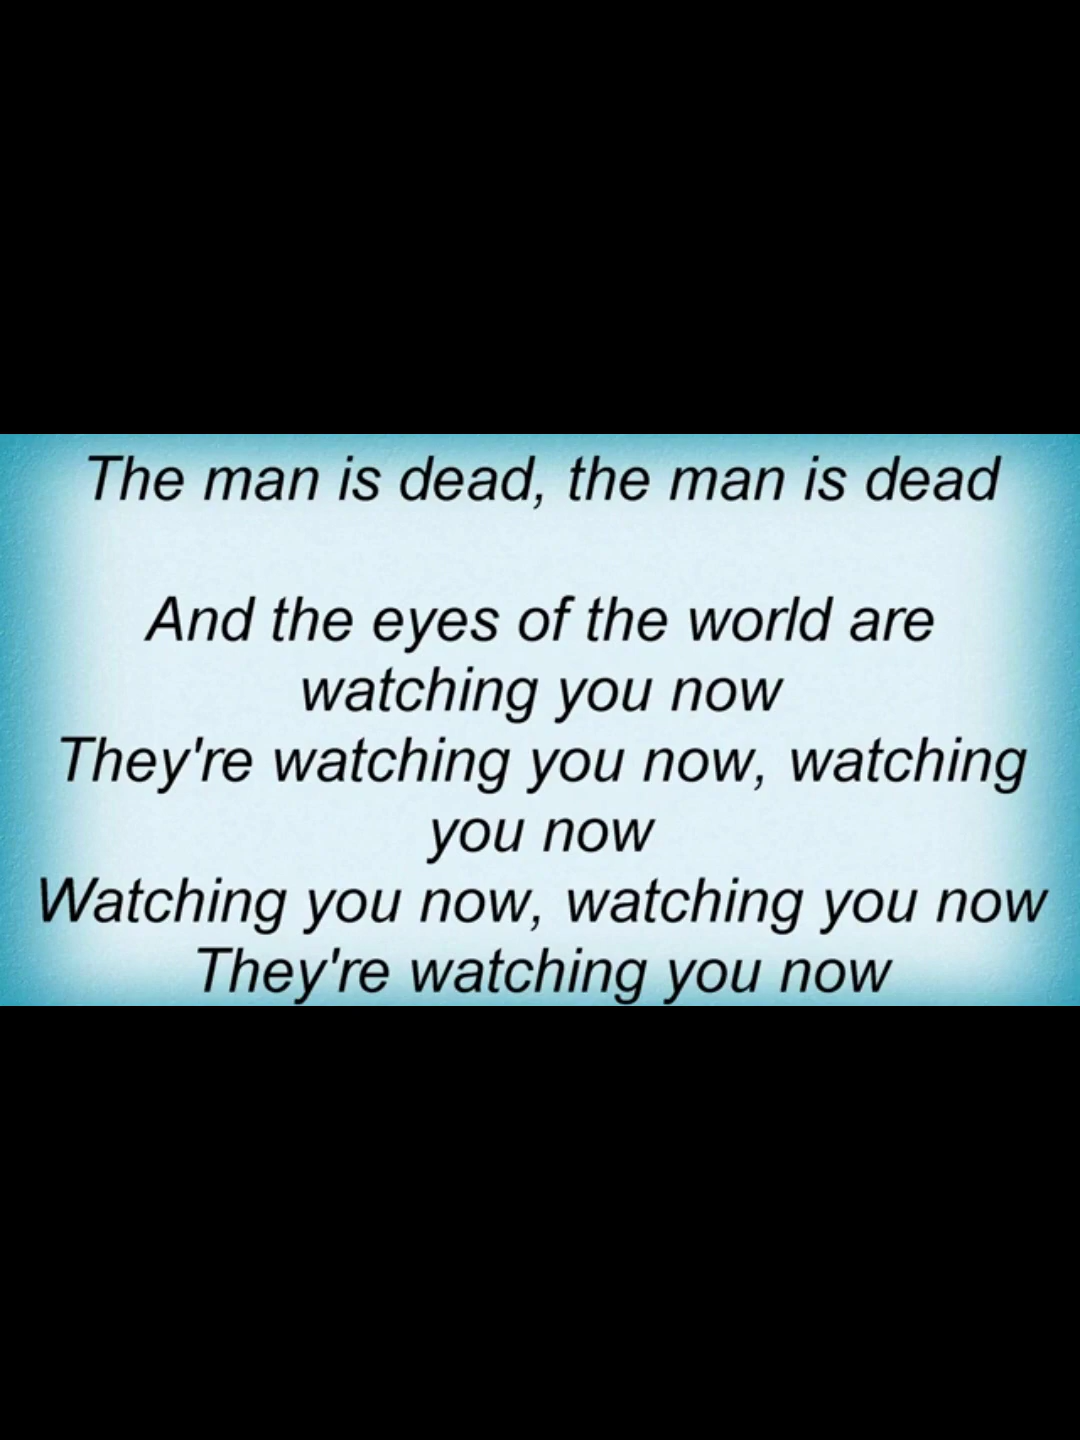 The man is dead, the man is dead
And the eyes of the world are
watching you now
They're watching you now, watching
you now
Watching you now, watching you now
They're watching you now